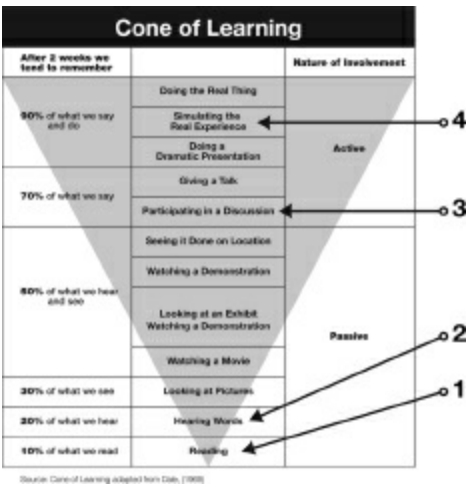 Cone of Learning
After 2 weeks we
tend to remember
Nature of Involvement
90% of what we say
and do
Doing the Real Thing
Simulating the
Real Experience
4
Doing a
Dramatic Presentation
Active
70% of what we say
Giving a Talk
Participating in a Discussion
3
50% of what we hear
and see
Seeing it Done on Location
Watching a Demonstration
Looking at an Exhibit
Watching a Demonstration
Watching a Movie
Passive
2
30% of what we see
Looking at Pictures
1
20% of what we hear
Hearing Words
10% of what we read
Reading
Source: Cone of Learning adapted from Dale, (1969)